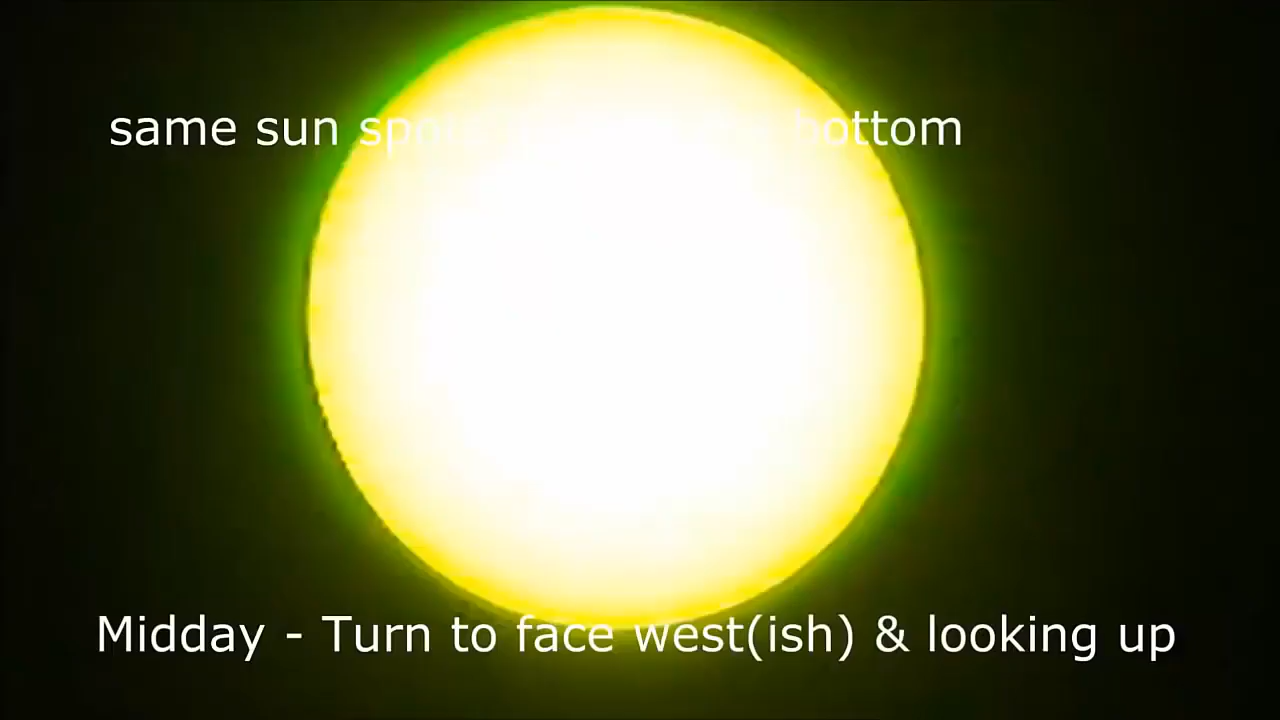 same sun bottom
Midday - Turn to face west(ish) & looking up